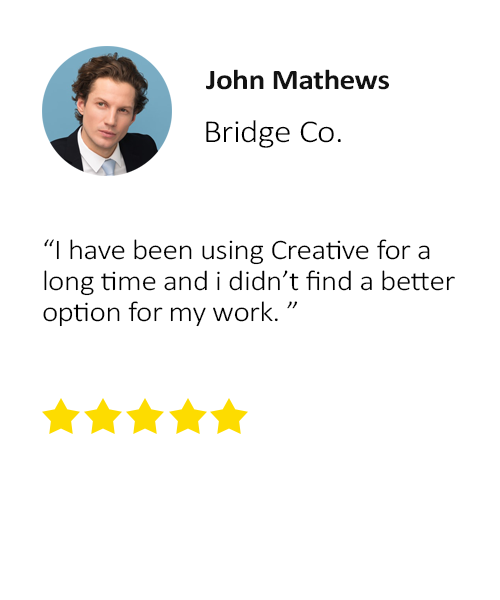 John Mathews
Bridge Co.
“I have been using Creative for a
long time and i didn’t find a better
option for my work. ”